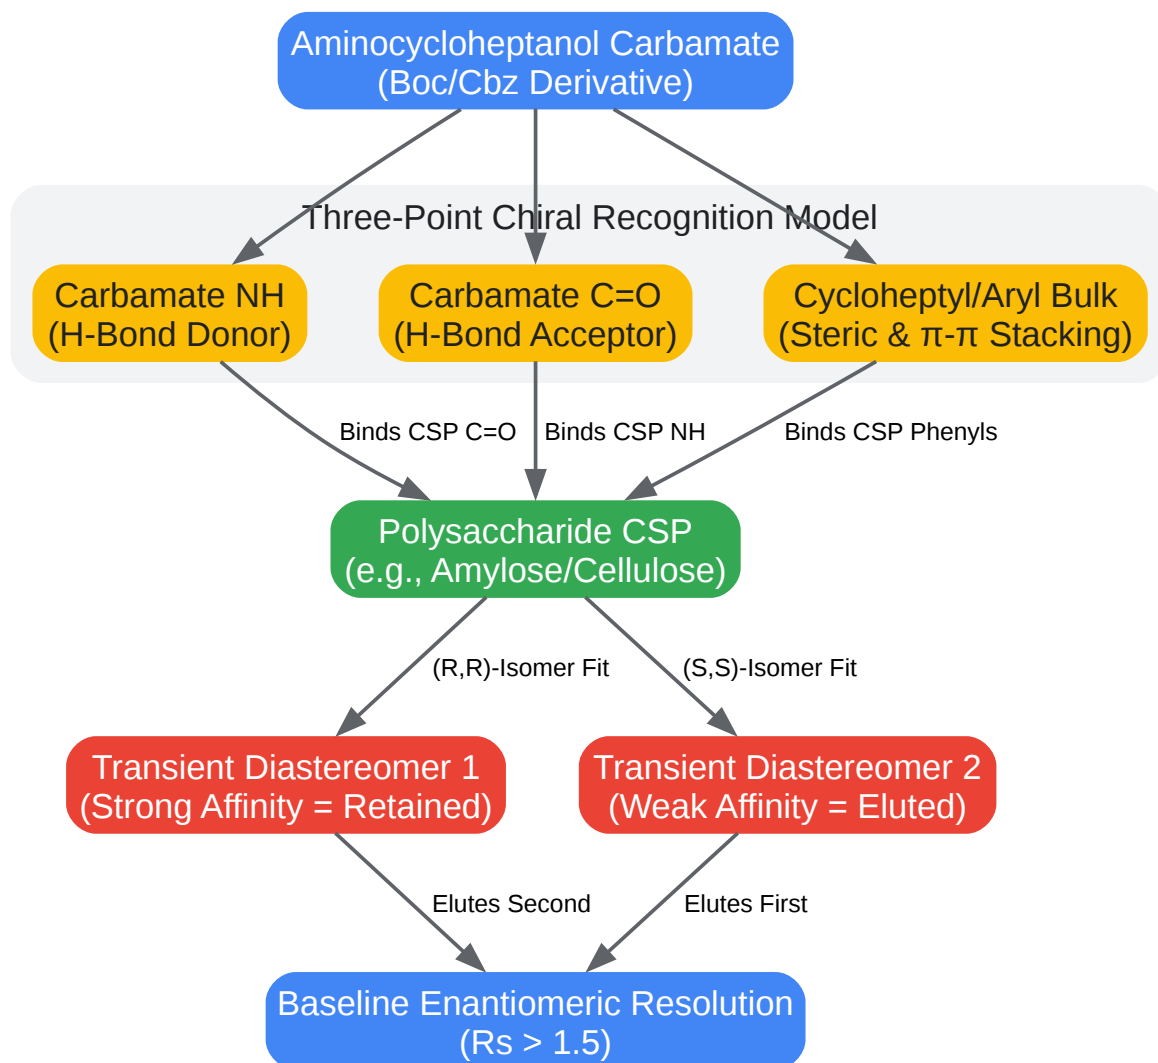 Aminocycloheptanol Carbamate
(Boc/Cbz Derivative)
Three-Point Chiral Recognition Model
Carbamate NH
(H-Bond Donor)
Carbamate C=O
(H-Bond Acceptor)
Cycloheptyl/Aryl Bulk
(Steric & π-π Stacking)
Binds CSP C=O
Binds CSP NH
Binds CSP Phenyls
Polysaccharide CSP
(e.g., Amylose/Cellulose)
(R,R)-Isomer Fit
(S,S)-Isomer Fit
Transient Diastereomer 1
(Strong Affinity = Retained)
Transient Diastereomer 2
(Weak Affinity = Eluted)
Elutes Second
Elutes First
Baseline Enantiomeric Resolution
(Rs > 1.5)